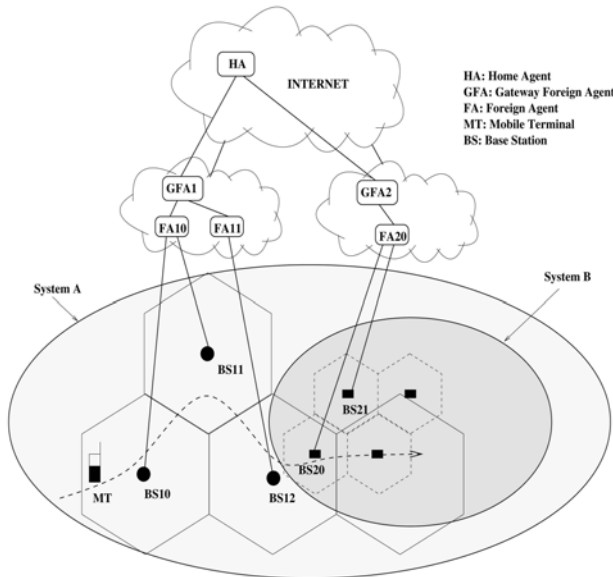 HA
INTERNET
HA: Home Agent
GFA: Gateway Foreign Agent
FA: Foreign Agent
MT: Mobile Terminal
BS: Base Station
GFA1
GFA2
FA10
FA11
FA20
System A
System B
BS11
BS21
BS20
MT
BS10
BS12